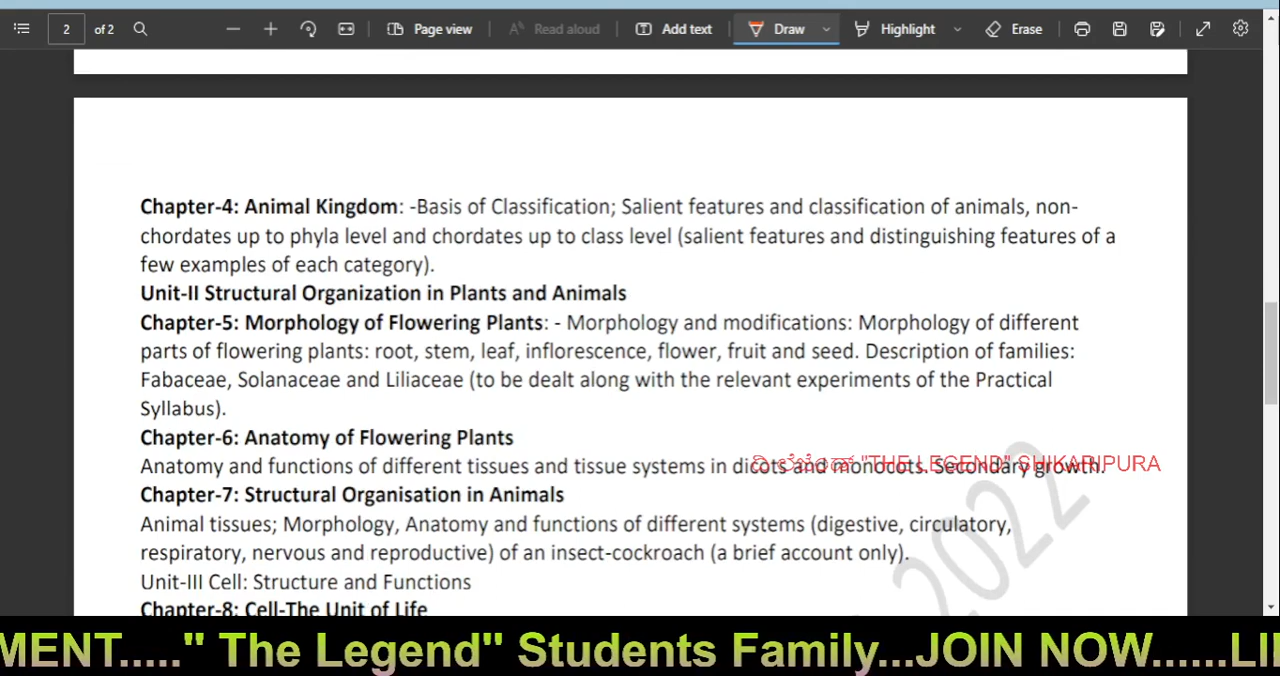 2 of 2 Page view Read aloud Add text Draw Highlight Erase
Chapter-4: Animal Kingdom: -Basis of Classification; Salient features and classification of animals, non-
chordates up to phyla level and chordates up to class level (salient features and distinguishing features of a
few examples of each category).
Unit-II Structural Organization in Plants and Animals
Chapter-5: Morphology of Flowering Plants: - Morphology and modifications: Morphology of different
parts of flowering plants: root, stem, leaf, inflorescence, flower, fruit and seed. Description of families:
Fabaceae, Solanaceae and Liliaceae (to be dealt along with the relevant experiments of the Practical
Syllabus).
Chapter-6: Anatomy of Flowering Plants
Anatomy and functions of different tissues and tissue systems in dicots and monocots. Secondary growth.
ದಿ ಲೆಜೆಂಡ್ "THE LEGEND" SHIKARIPURA
Chapter-7: Structural Organisation in Animals
Animal tissues; Morphology, Anatomy and functions of different systems (digestive, circulatory,
respiratory, nervous and reproductive) of an insect-cockroach (a brief account only).
Unit-III Cell: Structure and Functions
Chapter-8: Cell-The Unit of Life
2022
MENT....." The Legend" Students Family...JOIN NOW......LI